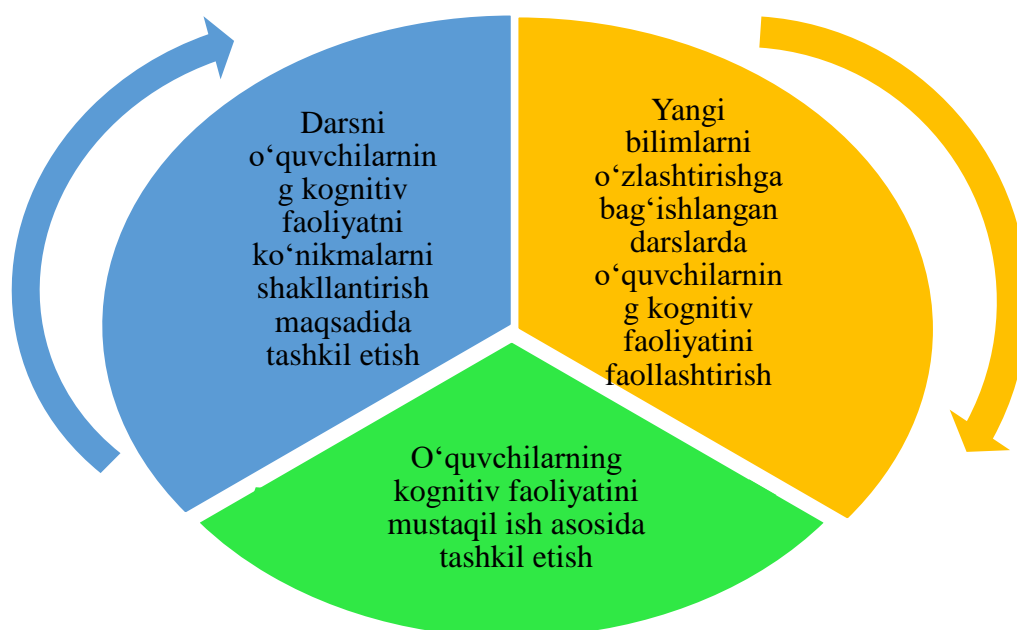 Darsni
o‘quvchilarnin
g kognitiv
faoliyatni
ko‘nikmalarni
shakllantirish
maqsadida
tashkil etish
Yangi
bilimlarni
o‘zlashtirishga
bag‘ishlangan
darslarda
o‘quvchilarnin
g kognitiv
faoliyatini
faollashtirish
O‘quvchilarning
kognitiv faoliyatini
mustaqil ish asosida
tashkil etish